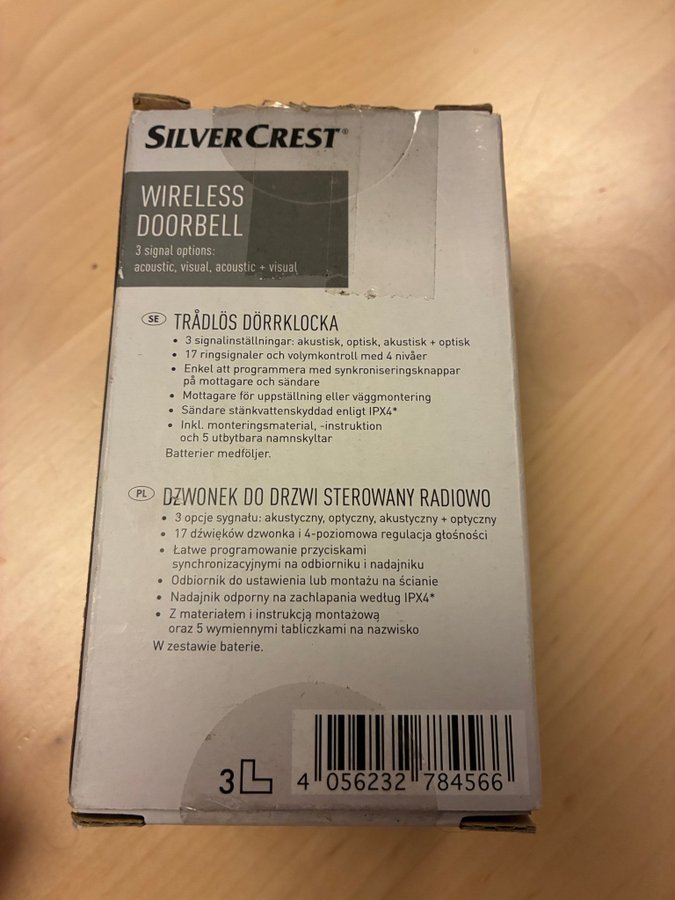 SILVERCREST®
WIRELESS
DOORBELL
3 signal options:
acoustic, visual, acoustic + visual
SE TRÅDLÖS DÖRRKLOCKA
• 3 signalinställningar: akustisk, optisk, akustisk + optisk
• 17 ringsignaler och volymkontroll med 4 nivåer
• Enkel att programmera med synkroniseringsknappar
på mottagare och sändare
• Mottagare för uppställning eller väggmontering
• Sändare stänkvattenskyddad enligt IPX4*
• Inkl. monteringsmaterial, -instruktion
och 5 utbytbara namnskyltar
Batterier medföljer.
PL DZWONEK DO DRZWI STEROWANY RADIOWO
• 3 opcje sygnału: akustyczny, optyczny, akustyczny + optyczny
• 17 dźwięków dzwonka i 4-poziomowa regulacja głośności
• Łatwe programowanie przyciskami
synchronizacyjnymi na odbiorniku i nadajniku
• Odbiornik do ustawienia lub montażu na ścianie
• Nadajnik odporny na zachlapania według IPX4*
• Z materiałem i instrukcją montażową
oraz 5 wymiennymi tabliczkami na nazwisko
W zestawie baterie.
3
4 056232 784566